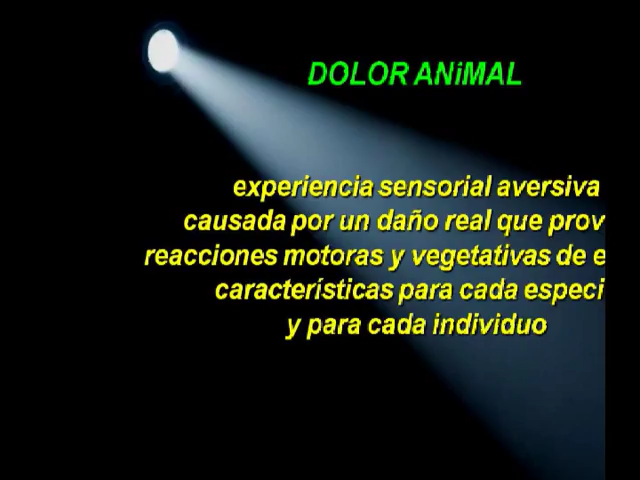 DOLOR ANiMAL
experiencia sensorial aversiva
causada por un daño real que prov
reacciones motoras y vegetativas de e
características para cada especi
y para cada individuo